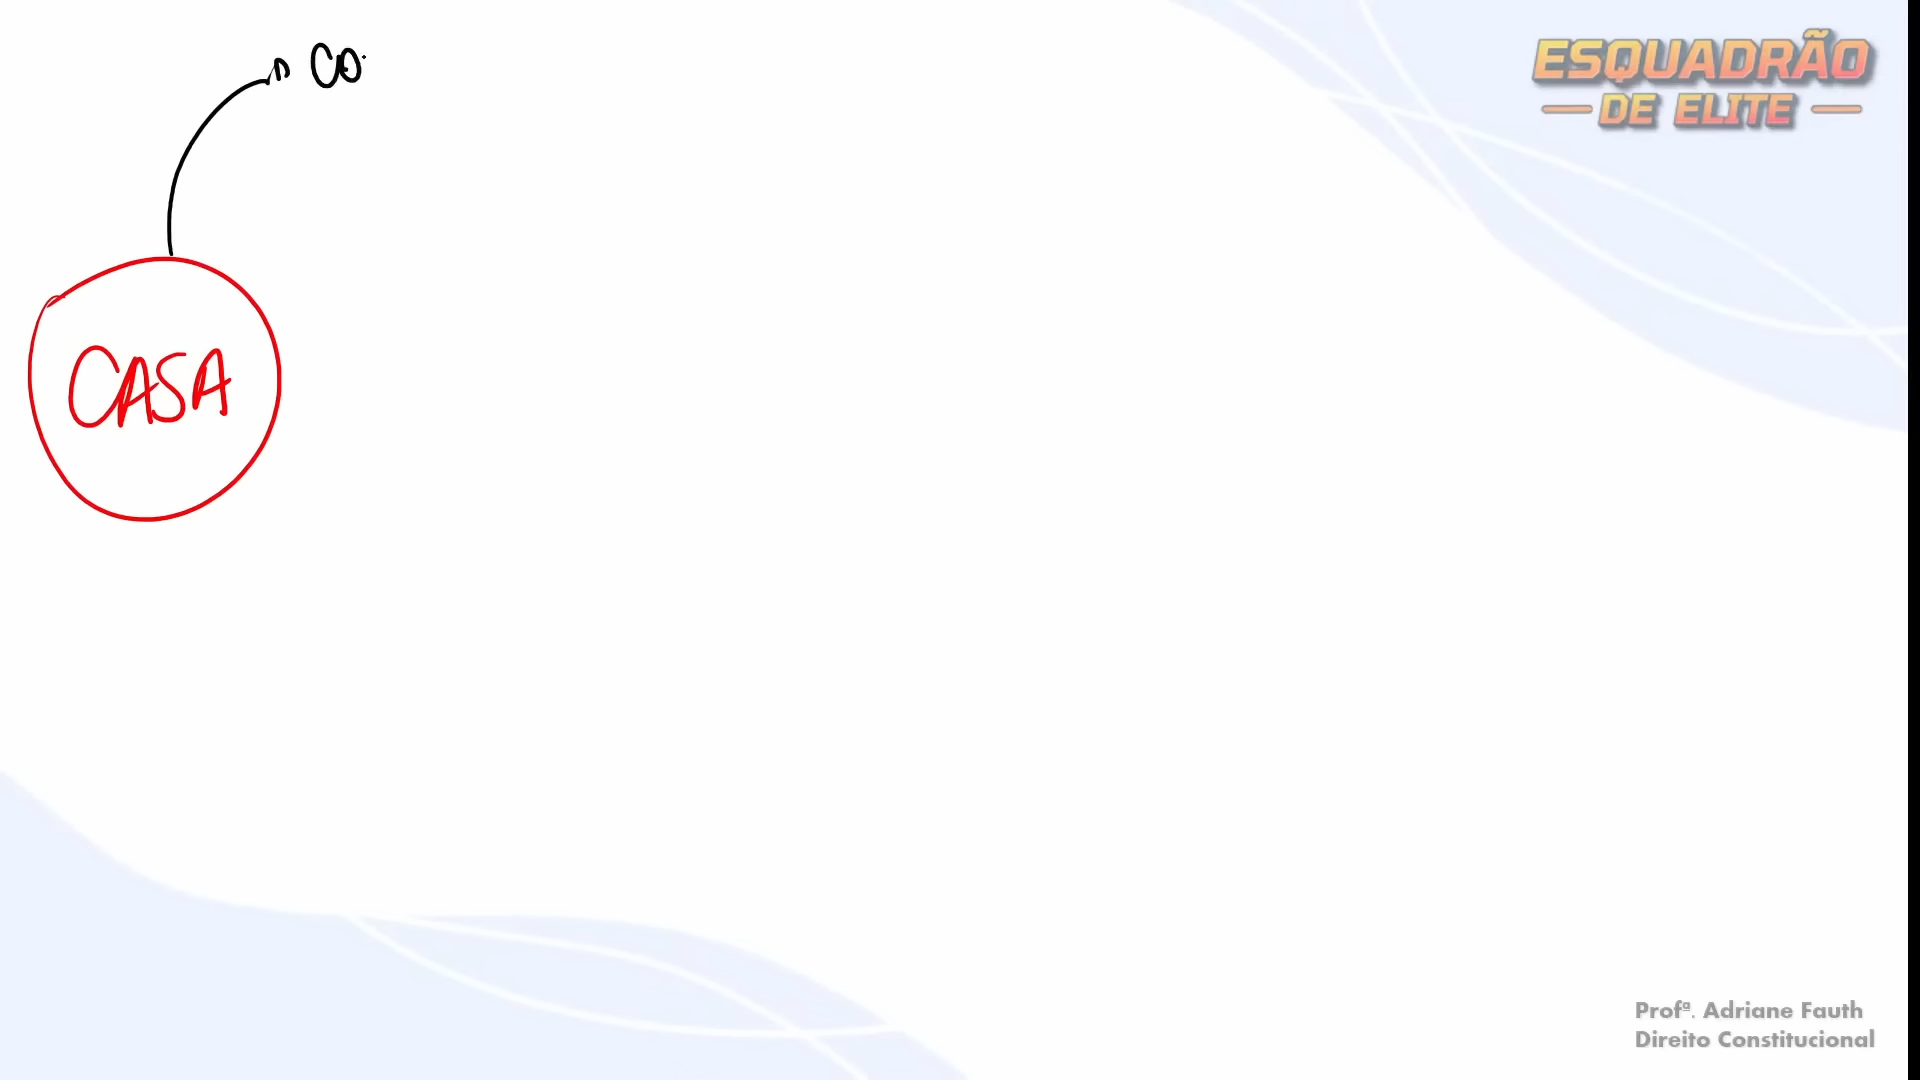 CO
CASA
ESQUADRÃO
DE ELITE
Profª. Adriane Fauth
Direito Constitucional